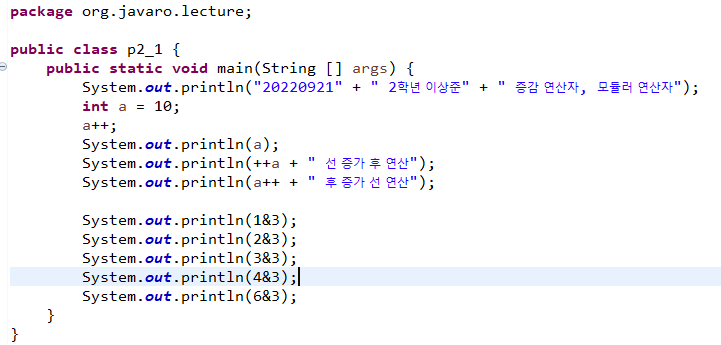 package org.javaro.lecture;
public class p2_1 {
public static void main(String [] args) {
System.out.println("20220921" + " 2학년 이상준" + " 증감 연산자, 모듈러 연산자");
int a = 10;
a++;
System.out.println(a);
System.out.println(++a + " 선 증가 후 연산");
System.out.println(a++ + " 후 증가 선 연산");
System.out.println(1&3);
System.out.println(2&3);
System.out.println(3&3);
System.out.println(4&3);
System.out.println(6&3);
}
}